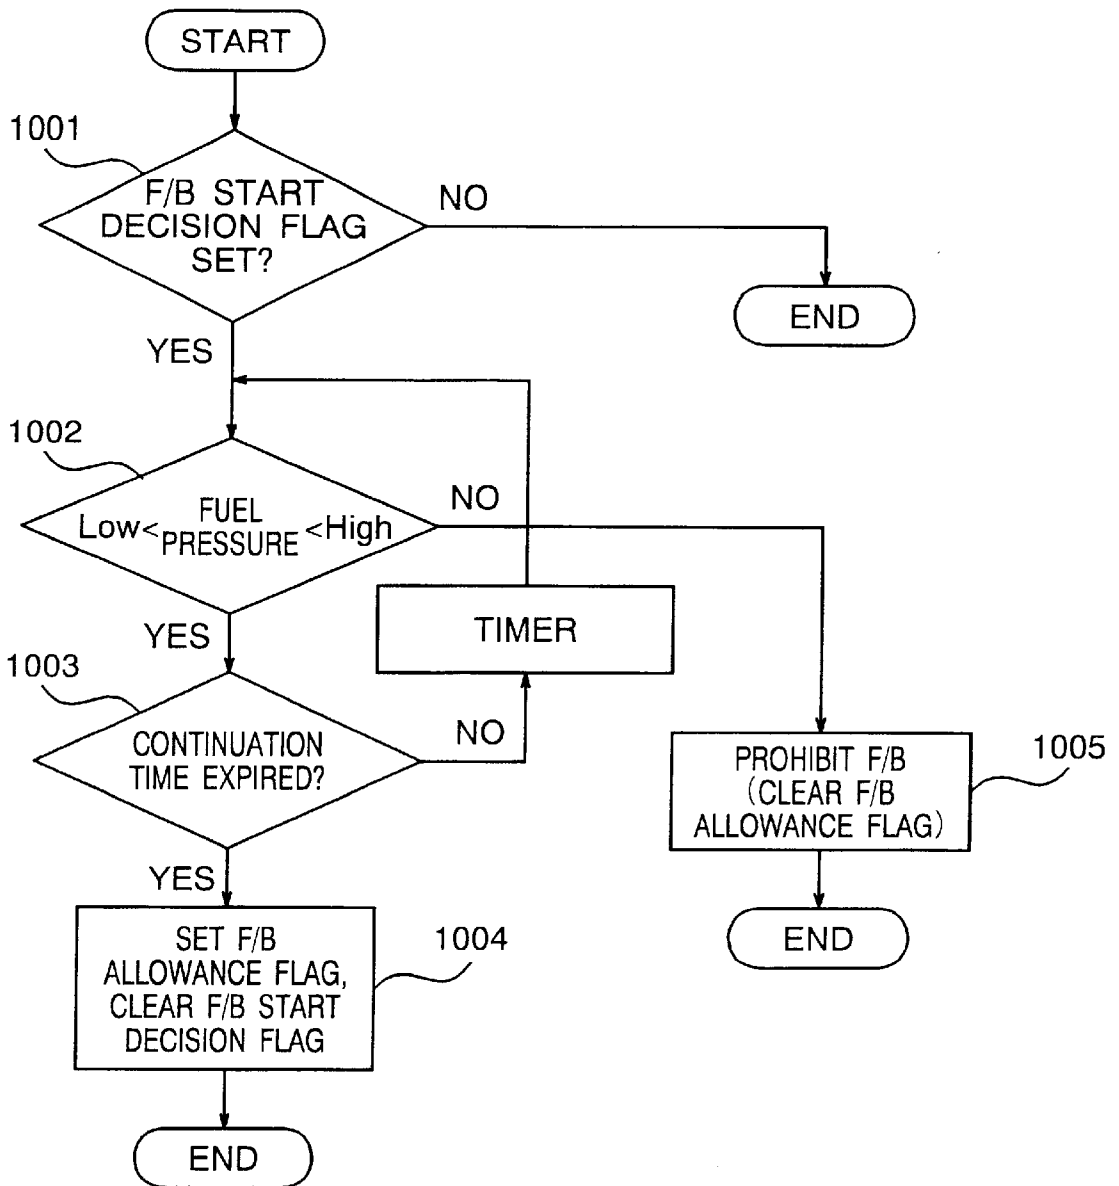 START
1001
F/B START
DECISION FLAG
SET?
NO
END
YES
1002
Low< FUEL PRESSURE <High
NO
YES
TIMER
1003
CONTINUATION
TIME EXPIRED?
NO
PROHIBIT F/B
(CLEAR F/B
ALLOWANCE FLAG)
1005
YES
END
SET F/B
ALLOWANCE FLAG,
CLEAR F/B START
DECISION FLAG
1004
END